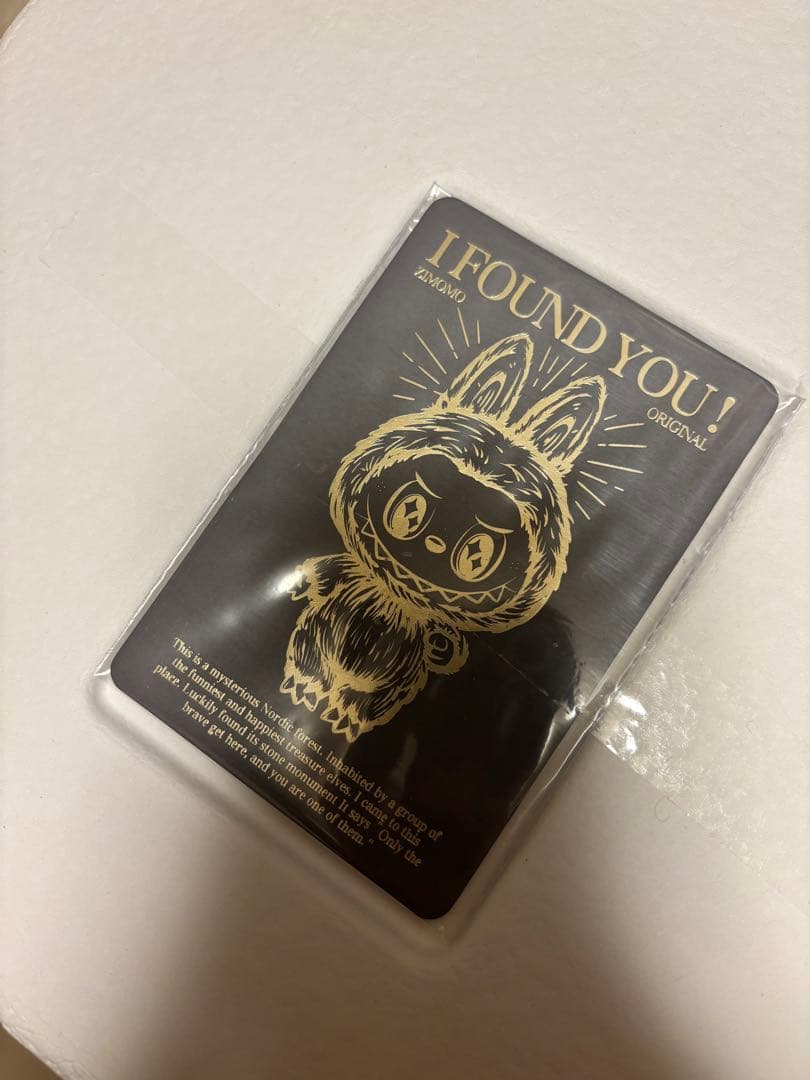 I FOUND YOU!
ZIMOMO
ORIGINAL
This is a mysterious Nordic forest. Inhabited by a group of
the funniest and happiest treasure elves. I came to this
place. Luckily found its stone monument It says " Only the
brave get here, and you are one of them. "